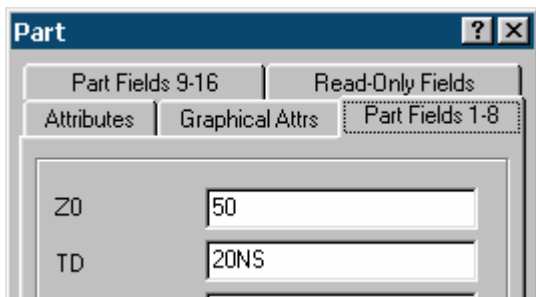 Part
Part Fields 9-16 Read-Only Fields
Attributes Graphical Attrs Part Fields 1-8
Z0 50
TD 20NS